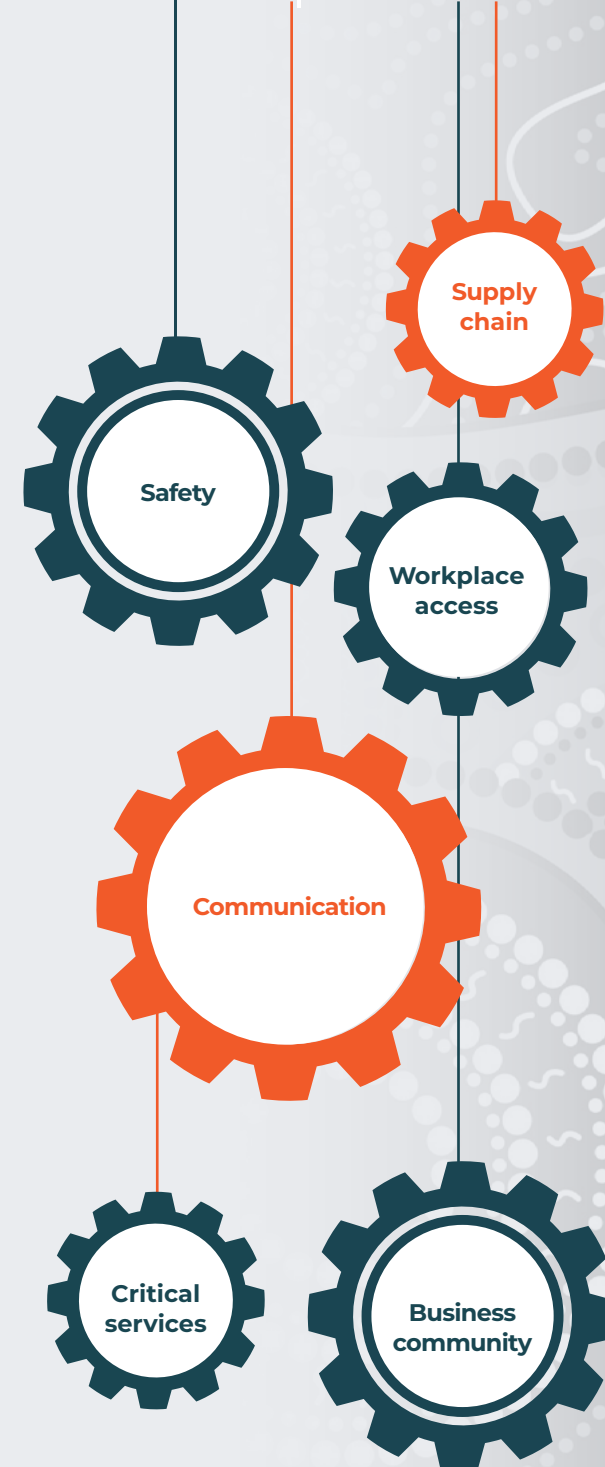 Supply
chain
Safety
Workplace
access
Communication
Critical
services
Business
community